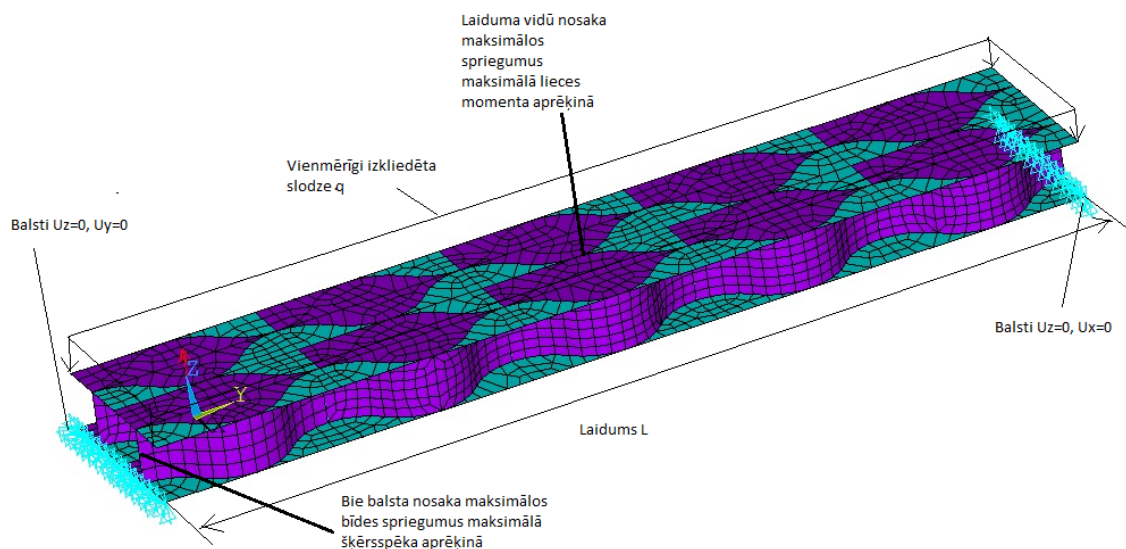 Laiduma vidū nosaka
maksimālos
spriegumus
maksimālā lieces
momenta aprēķinā
Vienmērīgi izkliedēta
slodze q
Balsti Uz=0, Uy=0
Z
Y
Balsti Uz=0, Ux=0
Laidums L
Bie balsta nosaka maksimālos
bīdes spriegumus maksimālā
šķērsspēka aprēķinā